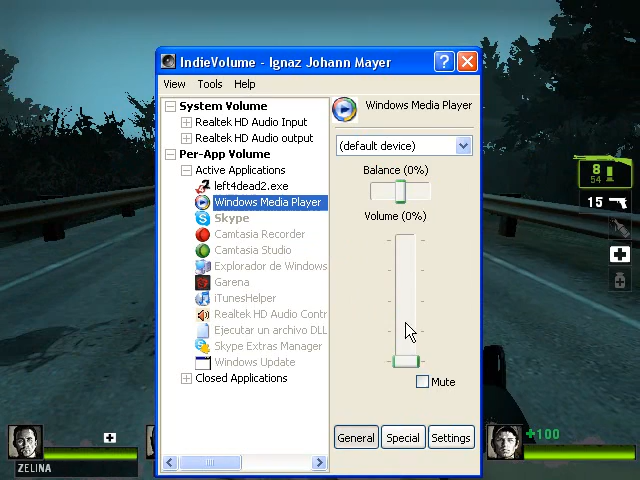 IndieVolume - Ignaz Johann Mayer
View Tools Help
System Volume
Realtek HD Audio Input
Realtek HD Audio output
Per-App Volume
Active Applications
left4dead2.exe
Windows Media Player
Skype
Camtasia Recorder
Camtasia Studio
Explorador de Windows
Garena
iTunesHelper
Realtek HD Audio Contr
Ejecutar un archivo DLL
Skype Extras Manager
Windows Update
Closed Applications
Windows Media Player
(default device)
Balance (0%)
Volume (0%)
Mute
General Special Settings
8
54
15
+100
ZELINA